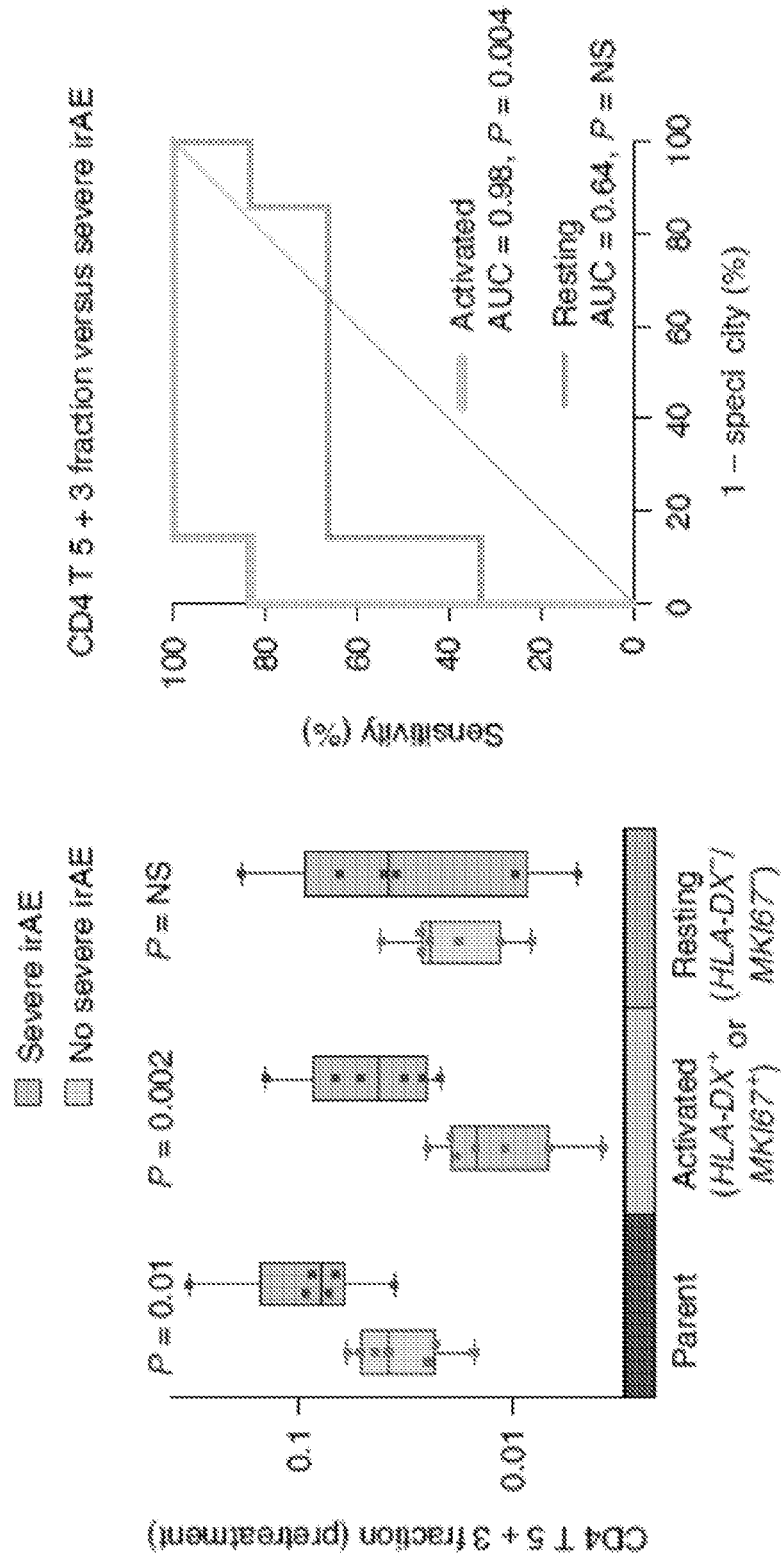 Severe irAE
No severe irAE
P = 0.01
P = 0.002
P = NS
CD4 T 5 + 3 fraction (pretreatment)
0.1
0.01
Parent
Activated
(HLA-DX⁺ or
MKI67⁺)
Resting
(HLA-DX⁻/
MKI67⁻)
CD4 T 5 + 3 fraction versus severe irAE
Sensitivity (%)
100
80
60
40
20
0
Activated
AUC = 0.98, P = 0.004
Resting
AUC = 0.64, P = NS
0
20
40
60
80
100
1 – speci city (%)